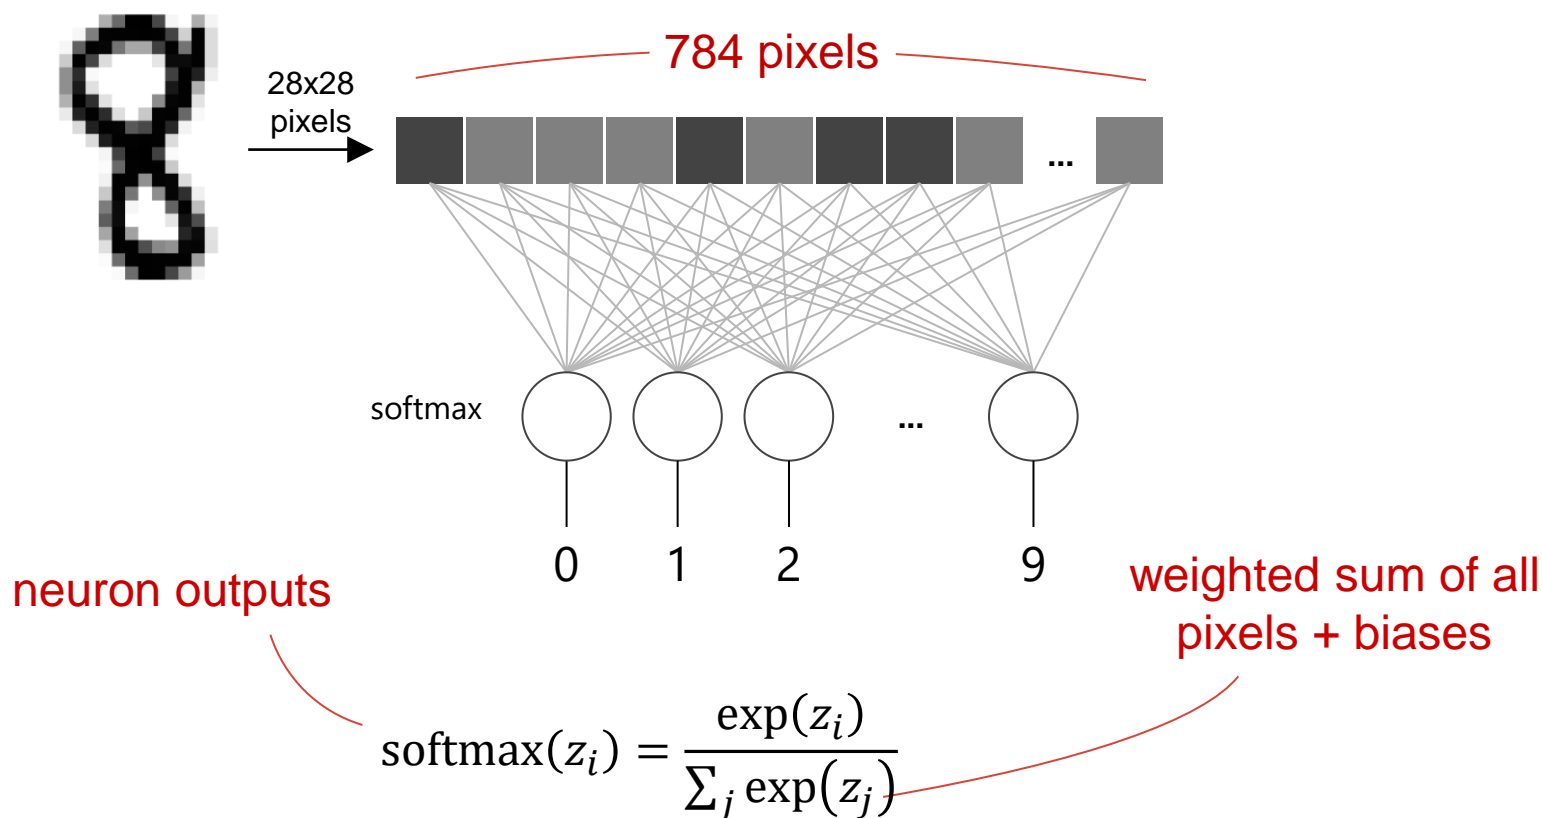 784 pixels
28x28
pixels
...
softmax
...
0 1 2 9
neuron outputs
weighted sum of all
pixels + biases
softmax(z_i) = exp(z_i) / ∑_j exp(z_j)